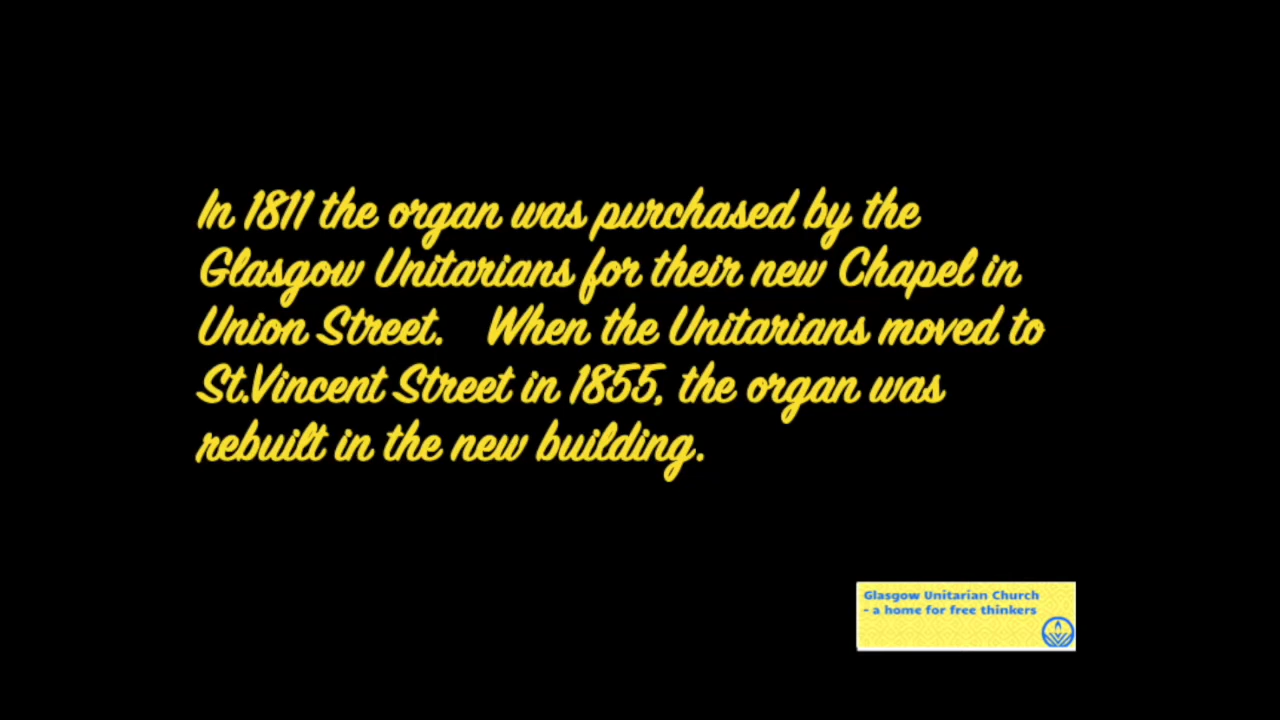 In 1811 the organ was purchased by the
Glasgow Unitarians for their new Chapel in
Union Street. When the Unitarians moved to
St.Vincent Street in 1855, the organ was
rebuilt in the new building.
Glasgow Unitarian Church
- a home for free thinkers